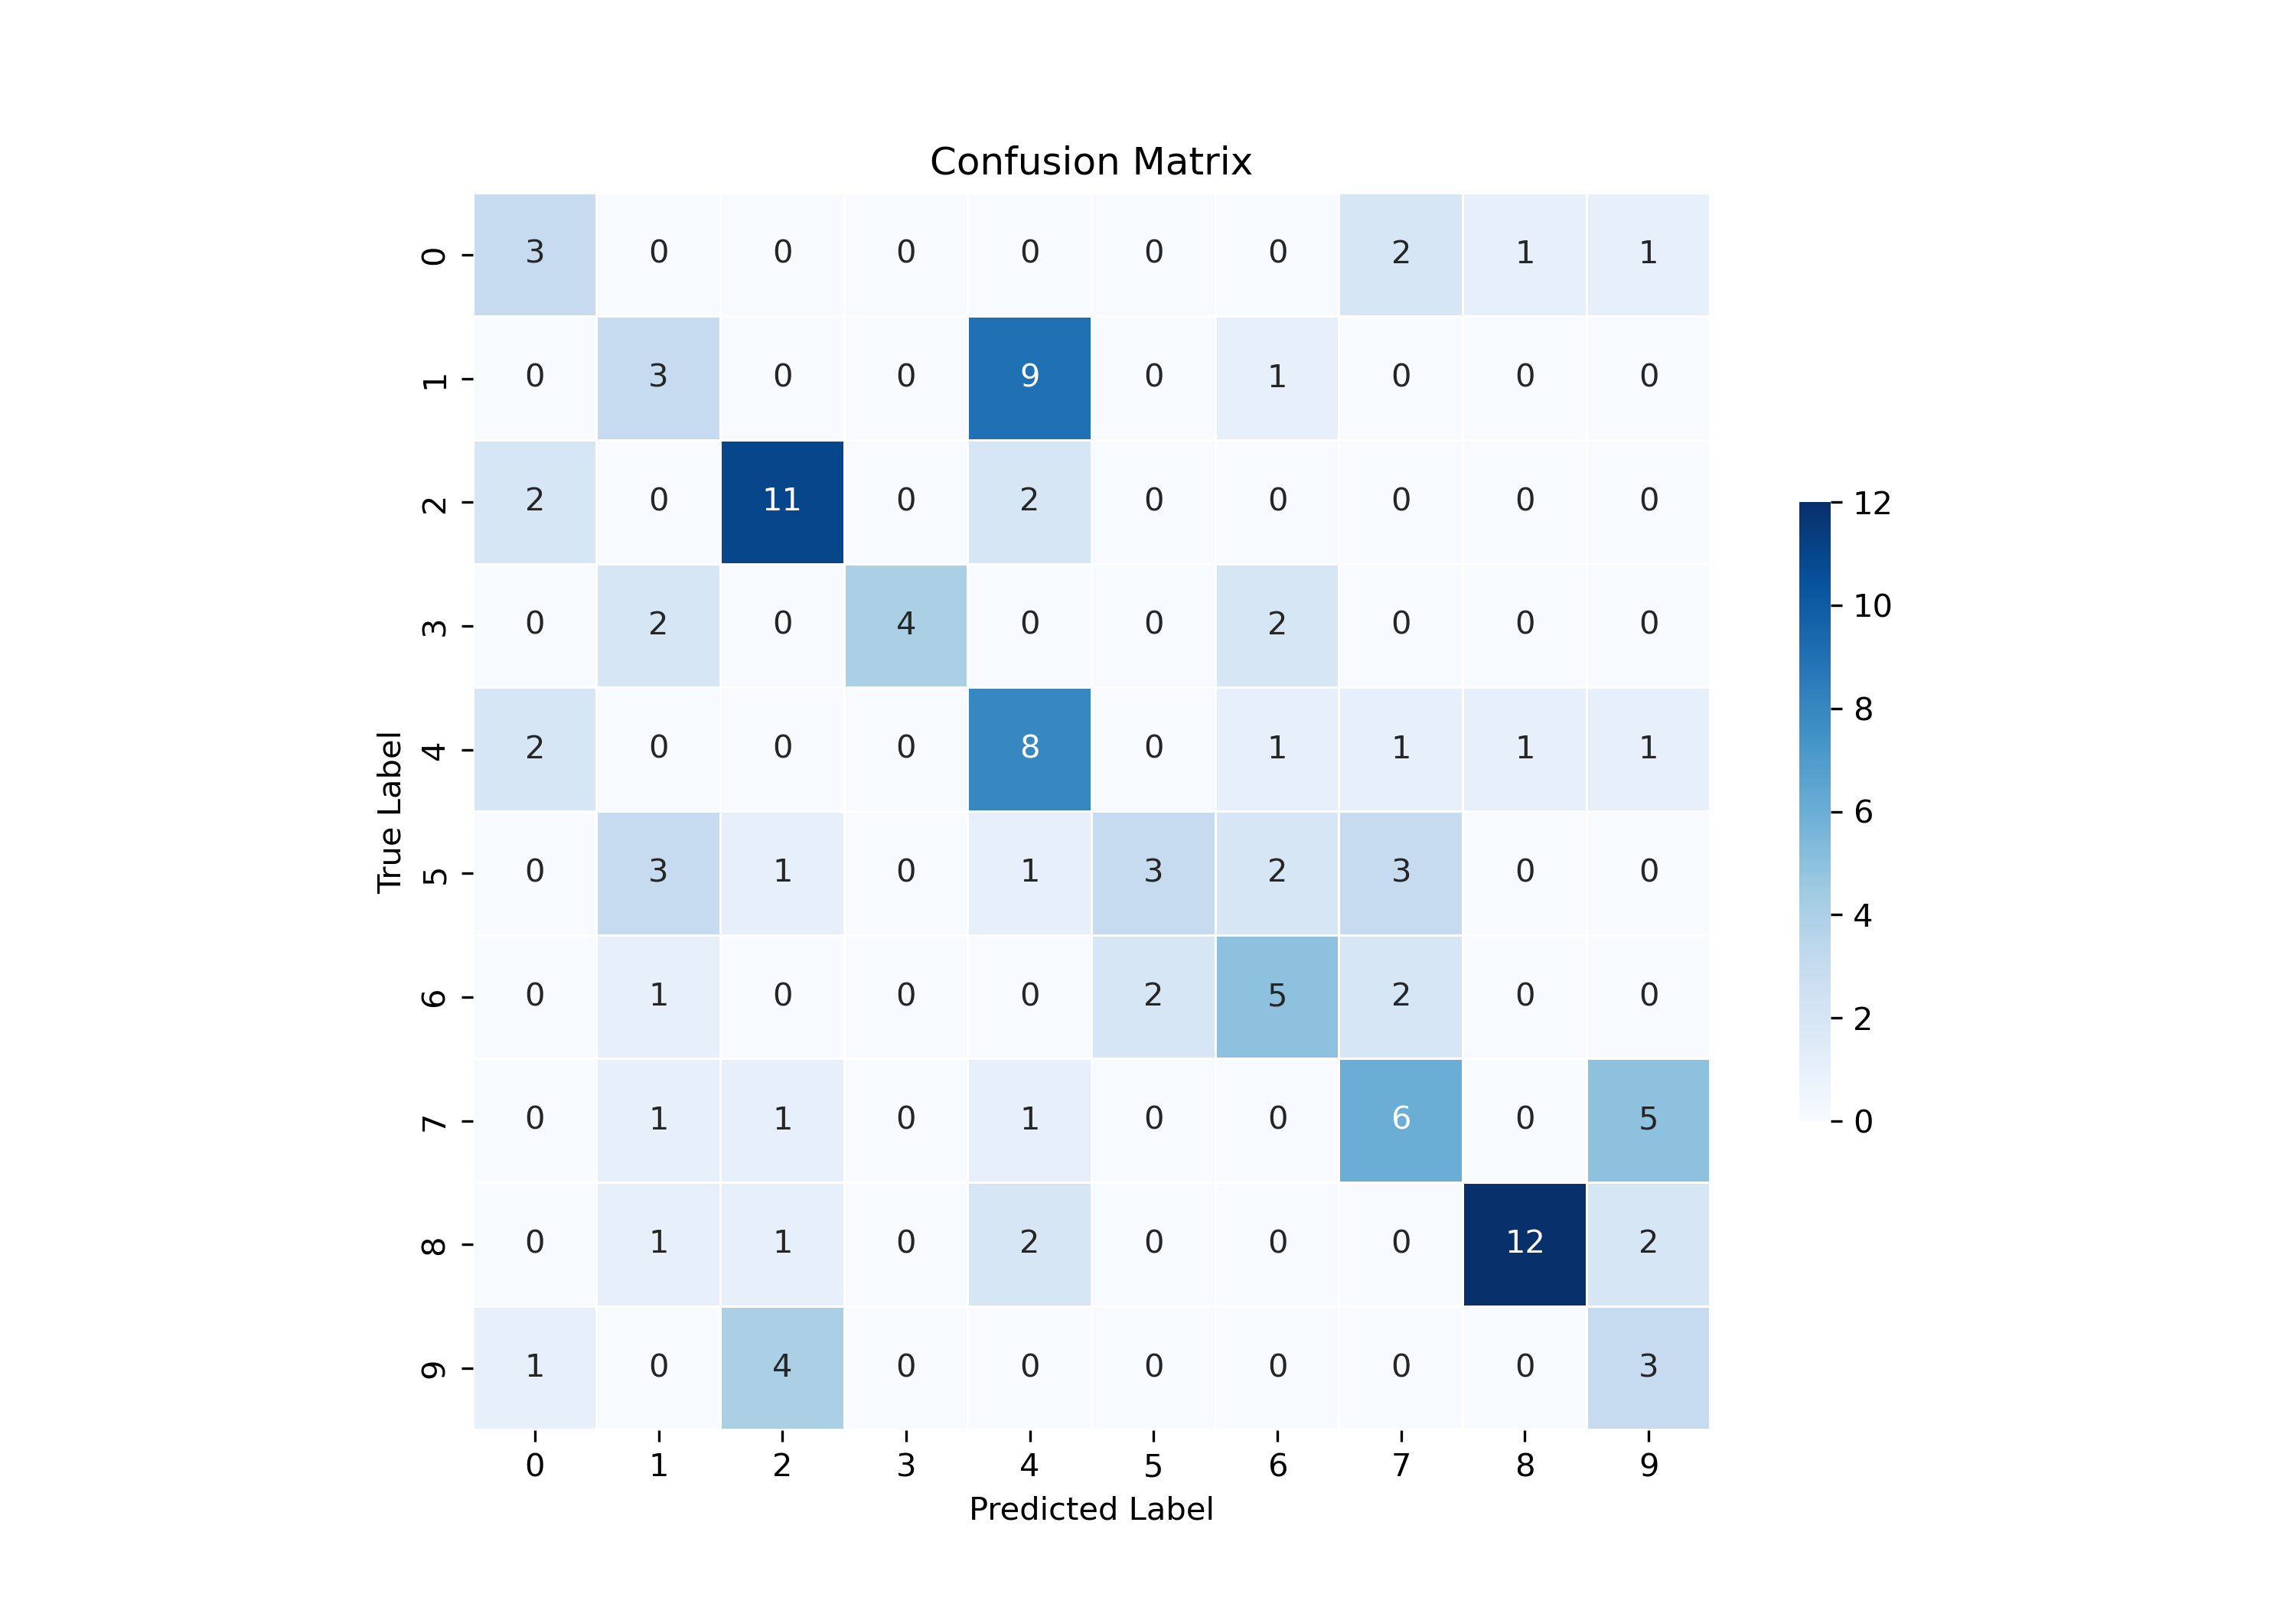 Confusion Matrix
0 3 0 0 0 0 0 0 2 1 1
1 0 3 0 0 9 0 1 0 0 0
2 2 0 11 0 2 0 0 0 0 0
3 0 2 0 4 0 0 2 0 0 0
4 2 0 0 0 8 0 1 1 1 1
5 0 3 1 0 1 3 2 3 0 0
6 0 1 0 0 0 2 5 2 0 0
7 0 1 1 0 1 0 0 6 0 5
8 0 1 1 0 2 0 0 0 12 2
9 1 0 4 0 0 0 0 0 0 3
0 1 2 3 4 5 6 7 8 9
Predicted Label
True Label
12
10
8
6
4
2
0